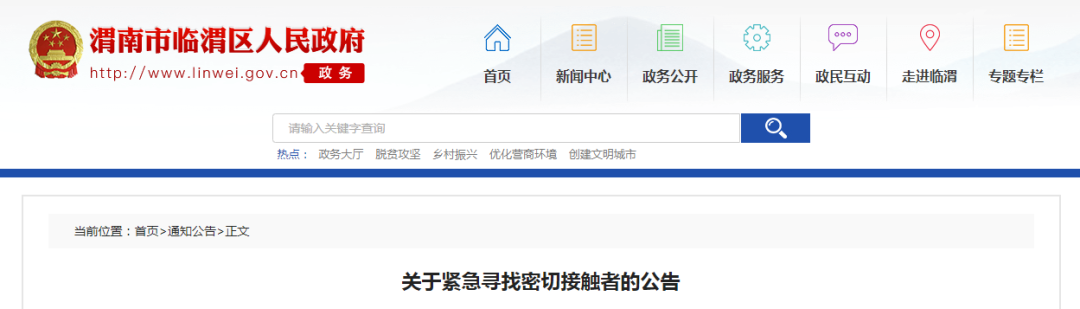 渭南市临渭区人民政府
http://www.linwei.gov.cn 政务
首页 新闻中心 政务公开 政务服务 政民互动 走进临渭 专题专栏
请输入关键字查询
热点： 政务大厅 脱贫攻坚 乡村振兴 优化营商环境 创建文明城市
当前位置：首页>通知公告>正文
关于紧急寻找密切接触者的公告